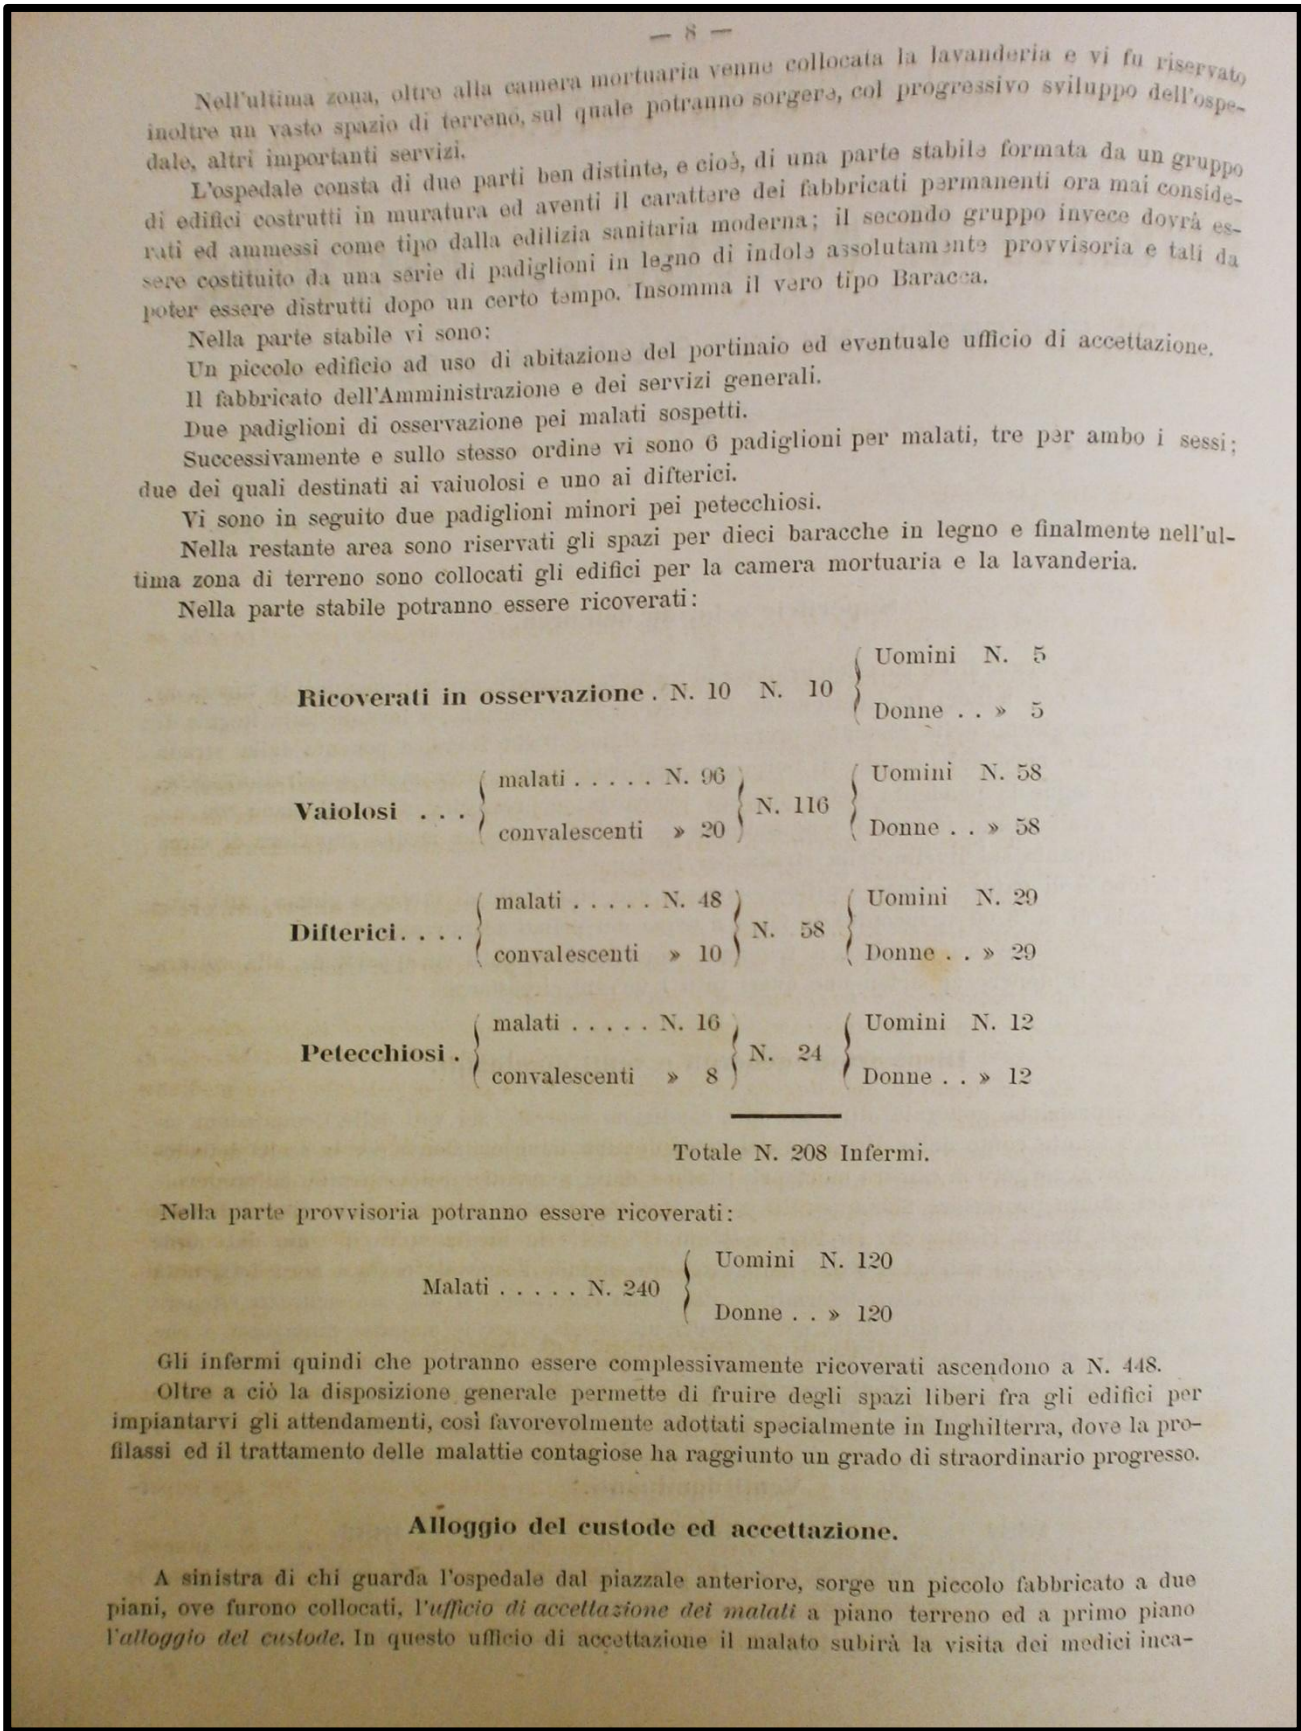 — 8 —
Nell'ultima zona, oltre alla camera mortuaria venne collocata la lavanderia e vi fu riservato
inoltre un vasto spazio di terreno, sul quale potranno sorgere, col progressivo sviluppo dell'ospe-
dale, altri importanti servizi.
L'ospedale consta di due parti ben distinte, e cioè, di una parte stabile formata da un gruppo
di edifici costrutti in muratura ed aventi il carattere dei fabbricati permanenti ora mai conside-
rati ed ammessi come tipo dalla edilizia sanitaria moderna; il secondo gruppo invece dovrà es-
sere costituito da una serie di padiglioni in legno di indole assolutamente provvisoria e tali da
poter essere distrutti dopo un certo tempo. Insomma il vero tipo Baracca.
Nella parte stabile vi sono:
Un piccolo edificio ad uso di abitazione del portinaio ed eventuale ufficio di accettazione.
Il fabbricato dell'Amministrazione e dei servizi generali.
Due padiglioni di osservazione pei malati sospetti.
Successivamente e sullo stesso ordine vi sono 6 padiglioni per malati, tre per ambo i sessi;
due dei quali destinati ai vaiuolosi e uno ai difterici.
Vi sono in seguito due padiglioni minori pei petecchiosi.
Nella restante area sono riservati gli spazi per dieci baracche in legno e finalmente nell'ul-
tima zona di terreno sono collocati gli edifici per la camera mortuaria e la lavanderia.
Nella parte stabile potranno essere ricoverati:
Uomini N. 5
Ricoverati in osservazione . N. 10 N. 10
Donne . . » 5
malati . . . . . N. 96 Uomini N. 58
Vaiolosi . . . N. 116
convalescenti » 20 Donne . . » 58
malati . . . . . N. 48 Uomini N. 29
Difterici. . . . N. 58
convalescenti » 10 Donne . . » 29
malati . . . . . N. 16 Uomini N. 12
Petecchiosi . N. 24
convalescenti » 8 Donne . . » 12
Totale N. 208 Infermi.
Nella parte provvisoria potranno essere ricoverati:
Uomini N. 120
Malati . . . . . N. 240
Donne . . » 120
Gli infermi quindi che potranno essere complessivamente ricoverati ascendono a N. 448.
Oltre a ciò la disposizione generale permette di fruire degli spazi liberi fra gli edifici per
impiantarvi gli attendamenti, così favorevolmente adottati specialmente in Inghilterra, dove la pro-
filassi ed il trattamento delle malattie contagiose ha raggiunto un grado di straordinario progresso.
Alloggio del custode ed accettazione.
A sinistra di chi guarda l'ospedale dal piazzale anteriore, sorge un piccolo fabbricato a due
piani, ove furono collocati, l'ufficio di accettazione dei malati a piano terreno ed a primo piano
l'alloggio del custode. In questo ufficio di accettazione il malato subirà la visita dei medici inca-